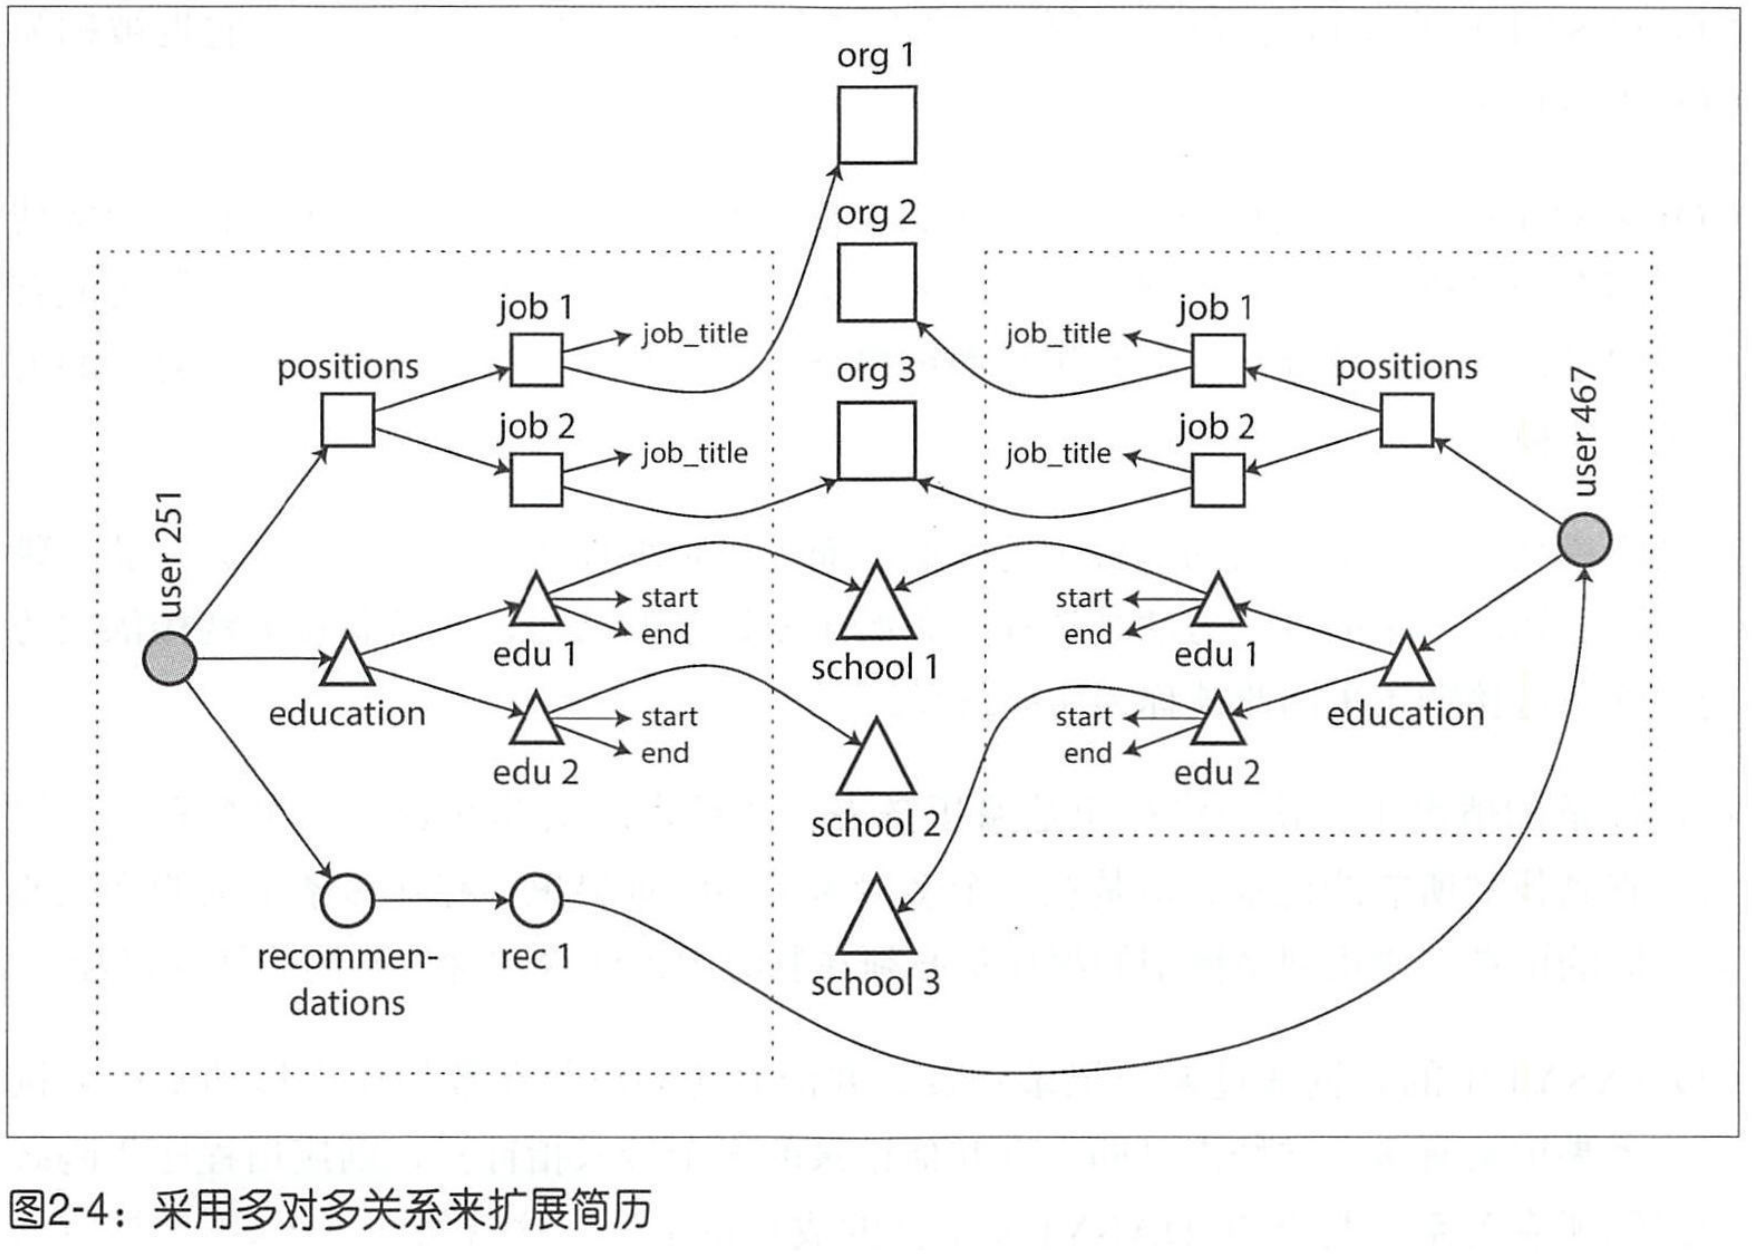 org 1
org 2
org 3
job 1
job_title
positions
job 2
job_title
user 251
edu 1
start
end
education
edu 2
start
end
recommen-
dations
rec 1
school 1
school 2
school 3
job 1
job_title
positions
job 2
job_title
user 467
edu 1
start
end
education
edu 2
start
end
图2-4：采用多对多关系来扩展简历